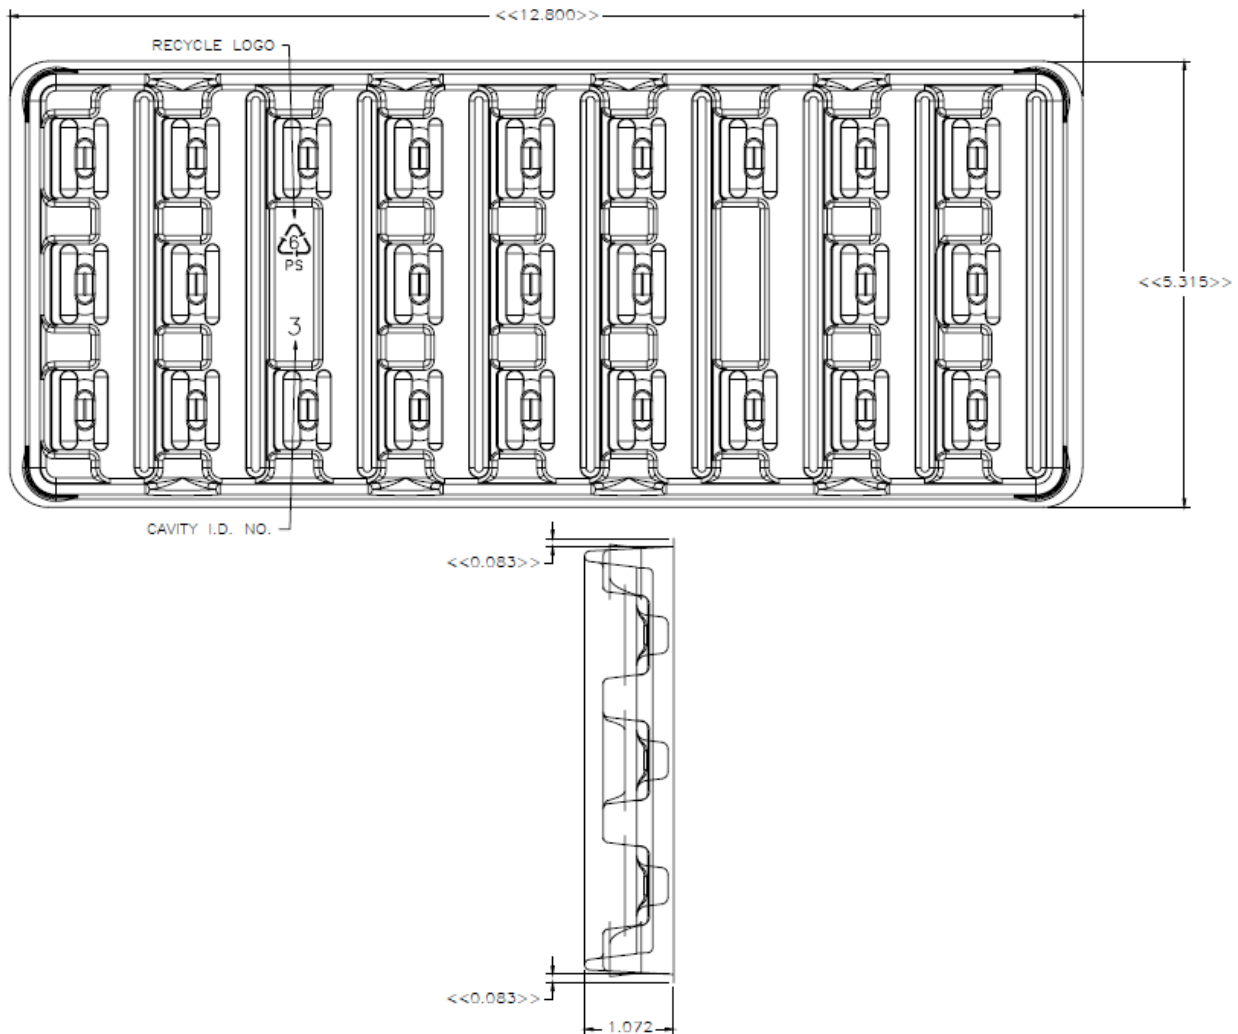 <<12.800>>
RECYCLE LOGO
<<5.315>>
6
PS
3
CAVITY I.D. NO.
<<0.083>>
<<0.083>>
1.072